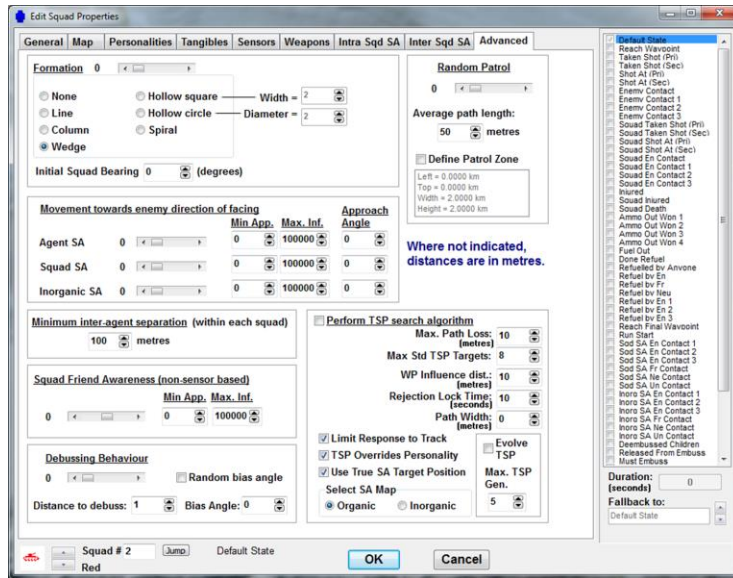 Edit Squad Properties
General Map Personalities Tangibles Sensors Weapons Intra Sqd SA Inter Sqd SA Advanced
Formation 0
None
Line
Column
Wedge
Hollow square
Hollow circle
Spiral
Width = 2
Diameter = 2
Initial Squad Bearing 0 (degrees)
Random Patrol
0
Average path length:
50 metres
Define Patrol Zone
Left = 0.0000 km
Top = 0.0000 km
Width = 2.0000 km
Height = 2.0000 km
Movement towards enemy direction of facing
Min App. Max. Inf. Approach Angle
Agent SA 0 0 100000 0
Squad SA 0 0 100000 0
Inorganic SA 0 0 100000 0
Where not indicated,
distances are in metres.
Minimum inter-agent separation (within each squad)
100 metres
Squad Friend Awareness (non-sensor based)
Min App. Max. Inf.
0 0 100000
Debussing Behaviour
0 Random bias angle
Distance to debuss: 1 Bias Angle: 0
Perform TSP search algorithm
Max. Path Loss: 10
(metres)
Max Std TSP Targets: 8
WP Influence dist.: 10
(metres)
Rejection Lock Time: 10
(seconds)
Path Width: 0
(metres)
Limit Response to Track
TSP Overrides Personality
Use True SA Target Position
Select SA Map
Organic Inorganic
Evolve
TSP
Max. TSP
Gen.
5
Default State
Reach Waypoint
Taken Shot (Pri)
Taken Shot (Sec)
Shot At (Pri)
Shot At (Sec)
Enemy Contact
Enemy Contact 1
Enemy Contact 2
Enemy Contact 3
Squad Taken Shot (Pri)
Squad Taken Shot (Sec)
Squad Shot At (Pri)
Squad Shot At (Sec)
Squad En Contact
Squad En Contact 1
Squad En Contact 2
Squad En Contact 3
Injured
Squad Injured
Squad Death
Ammo Out Wpn 1
Ammo Out Wpn 2
Ammo Out Wpn 3
Ammo Out Wpn 4
Fuel Out
Done Refuel
Refuelled by Anyone
Refuel by En
Refuel by Fr
Refuel by Neu
Refuel by En 1
Refuel by En 2
Refuel by En 3
Reach Final Waypoint
Run Start
Sqd SA En Contact 1
Sqd SA En Contact 2
Sqd SA En Contact 3
Sqd SA Fr Contact
Sqd SA Ne Contact
Sqd SA Un Contact
Inorg SA En Contact 1
Inorg SA En Contact 2
Inorg SA En Contact 3
Inorg SA Fr Contact
Inorg SA Ne Contact
Inorg SA Un Contact
Deembussed Children
Released From Embuss
Must Embuss
Duration:
(seconds) 0
Fallback to:
Default State
Squad # 2 Jump Default State
Red
OK Cancel